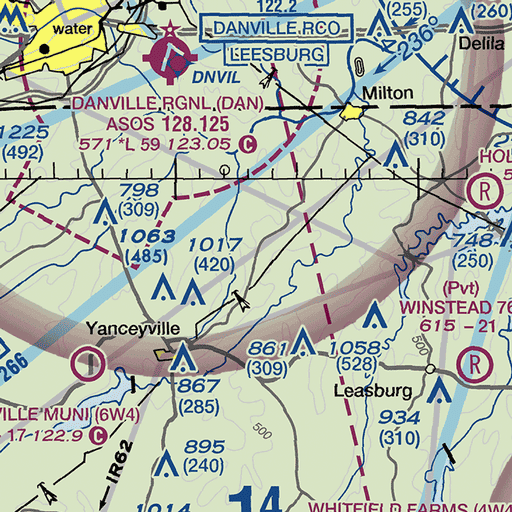 122.2
(255)
(260)
DANVILLE RCO
LEESBURG
236°
water
Delila
DNVIL
Milton
DANVILLE RGNL (DAN)
ASOS 128.125
571 *L 59 123.05 C
1225
(492)
842
(310)
HOL
R
798
(309)
1063
(485)
1017
(420)
748
(250)
(Pvt)
WINSTEAD 76
615 - 21
Yanceyville
861
(309)
1058
(528)
500
R
266
867
(285)
Leasburg
VILLE MUNI (6W4)
17-122.9 C
934
(310)
895
(240)
500
IR62
1014
14
WHITFIELD FARMS (4W4